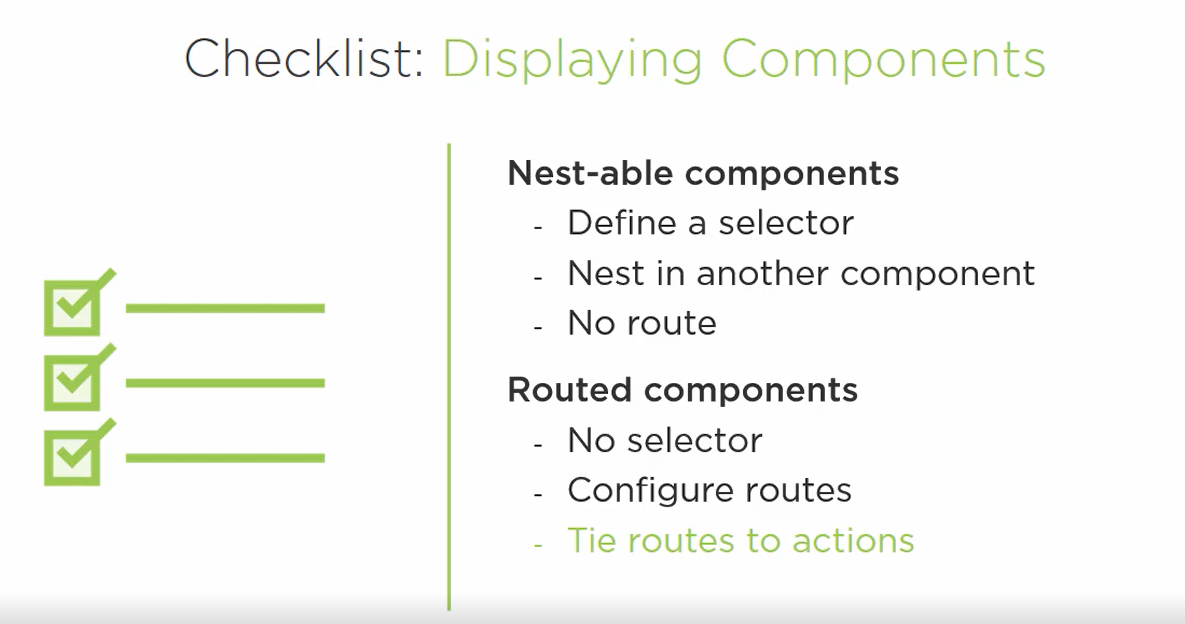 Checklist: Displaying Components
Nest-able components
- Define a selector
- Nest in another component
- No route
Routed components
- No selector
- Configure routes
- Tie routes to actions